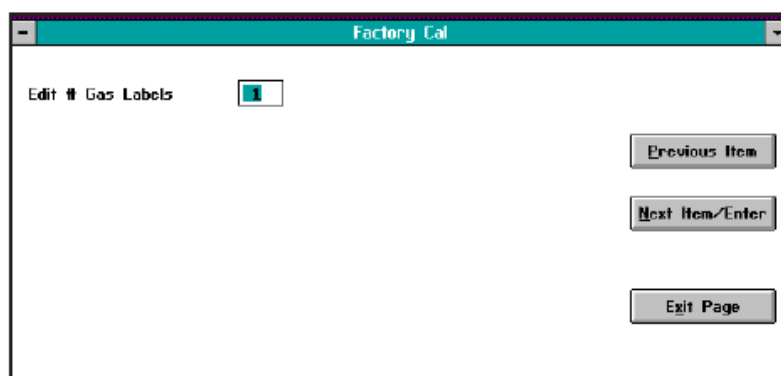 Factory Cal
Edit # Gas Labels 1
Previous Item
Next Item/Enter
Exit Page